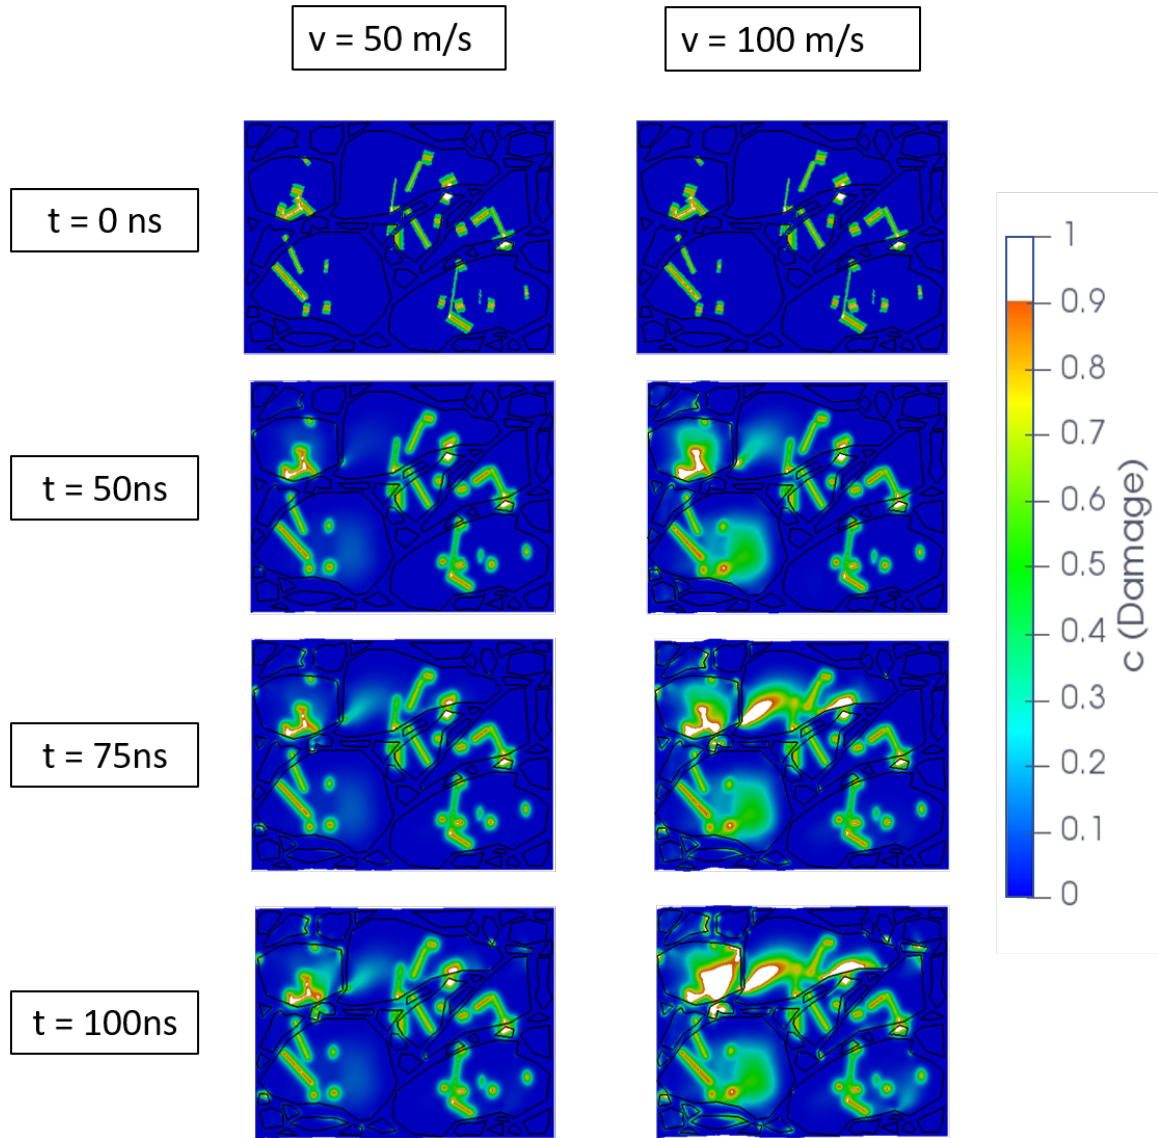 v = 50 m/s
v = 100 m/s
t = 0 ns
t = 50ns
t = 75ns
t = 100ns
1
0.9
0.8
0.7
0.6
0.5
0.4
0.3
0.2
0.1
0
c (Damage)